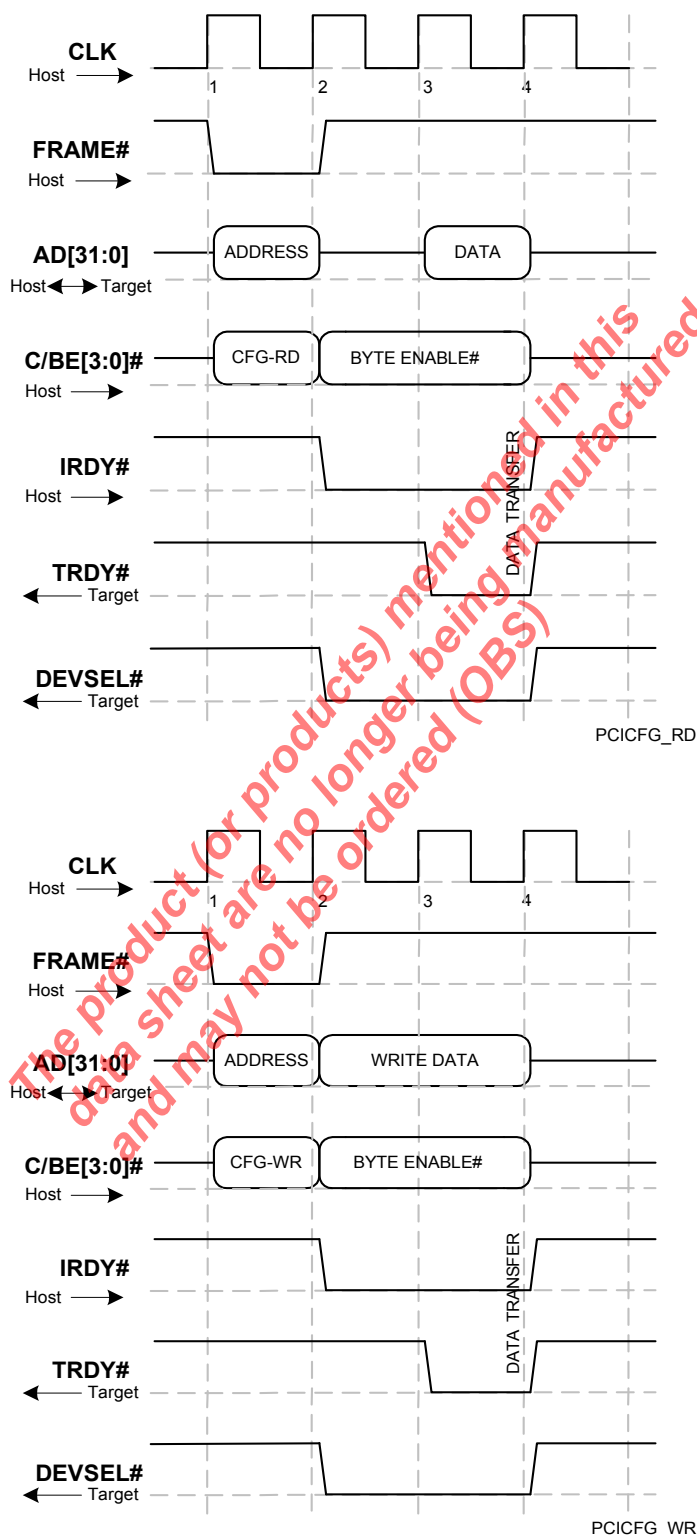 CLK
Host
1
2
3
4
FRAME#
Host
AD[31:0]
Host Target
ADDRESS
DATA
C/BE[3:0]#
Host
CFG-RD
BYTE ENABLE#
IRDY#
Host
DATA TRANSFER
TRDY#
Target
DEVSEL#
Target
PCICFG_RD
CLK
Host
1
2
3
4
FRAME#
Host
AD[31:0]
Host Target
ADDRESS
WRITE DATA
C/BE[3:0]#
Host
CFG-WR
BYTE ENABLE#
IRDY#
Host
DATA TRANSFER
TRDY#
Target
DEVSEL#
Target
PCICFG_WR
The product (or products) mentioned in this
data sheet are no longer being manufactured
and may not be ordered (OBS)